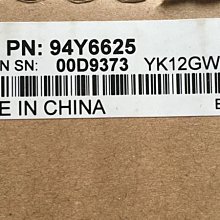 PN: 94Y6625
N SN: 00D9373 YK12GW
E IN CHINA